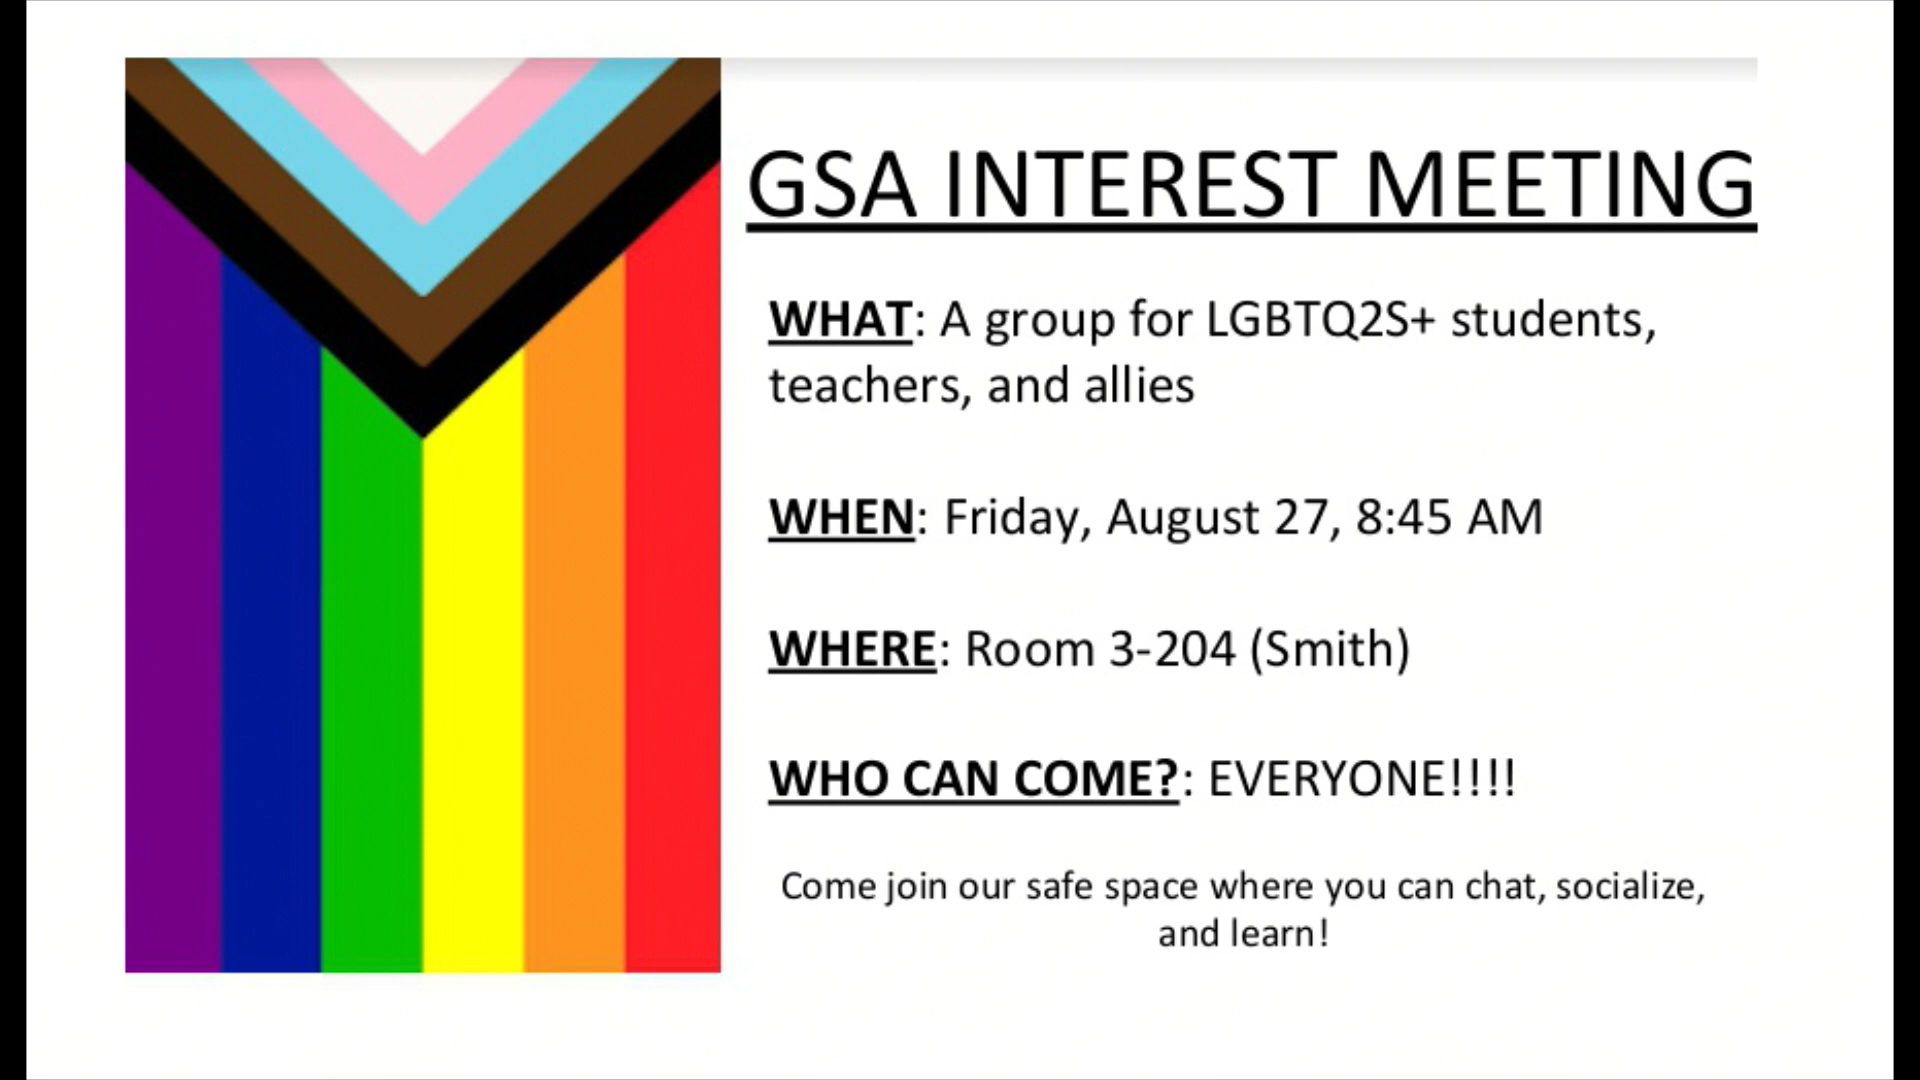 GSA INTEREST MEETING
WHAT: A group for LGBTQ2S+ students,
teachers, and allies
WHEN: Friday, August 27, 8:45 AM
WHERE: Room 3-204 (Smith)
WHO CAN COME?: EVERYONE!!!!
Come join our safe space where you can chat, socialize,
and learn!